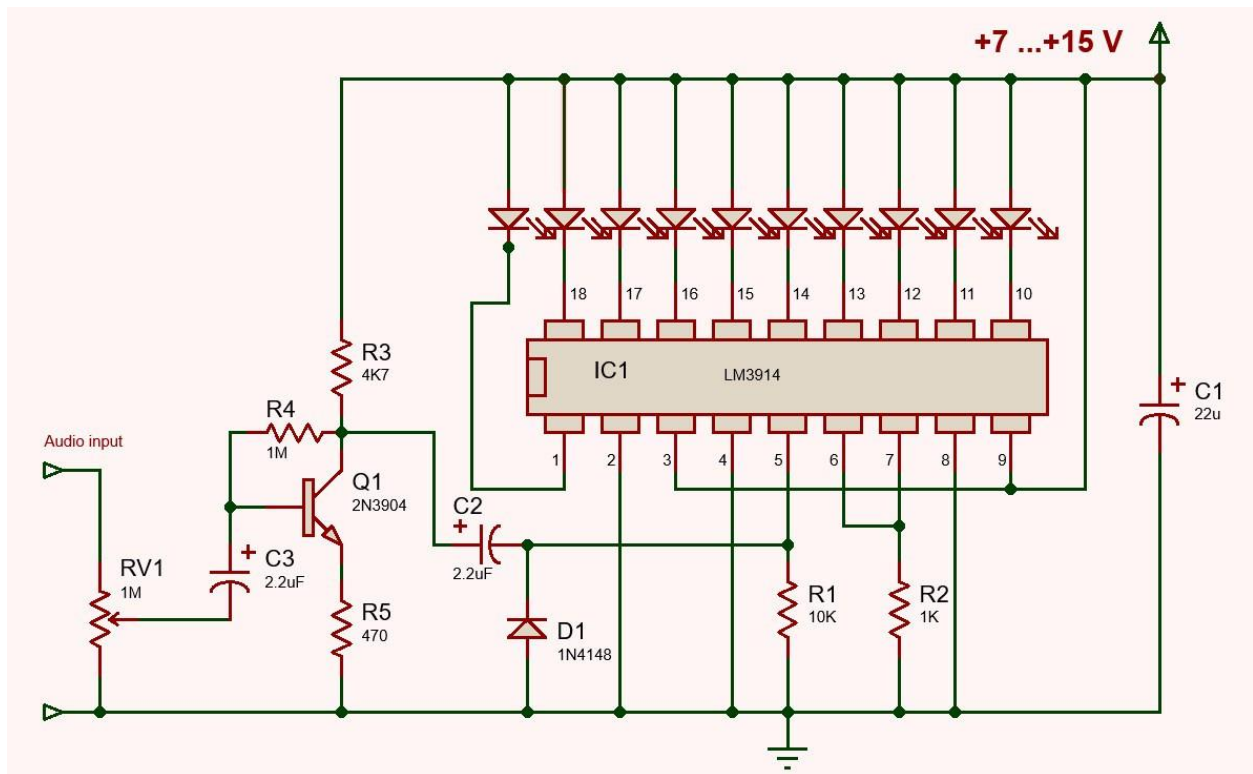 +7 ...+15 V
18 17 16 15 14 13 12 11 10
R3
4K7
IC1
LM3914
+ C1
22u
R4
1M
Audio input
1 2 3 4 5 6 7 8 9
Q1
2N3904
C2
+
2.2uF
+ C3
2.2uF
RV1
1M
R5
470
D1
1N4148
R1
10K
R2
1K